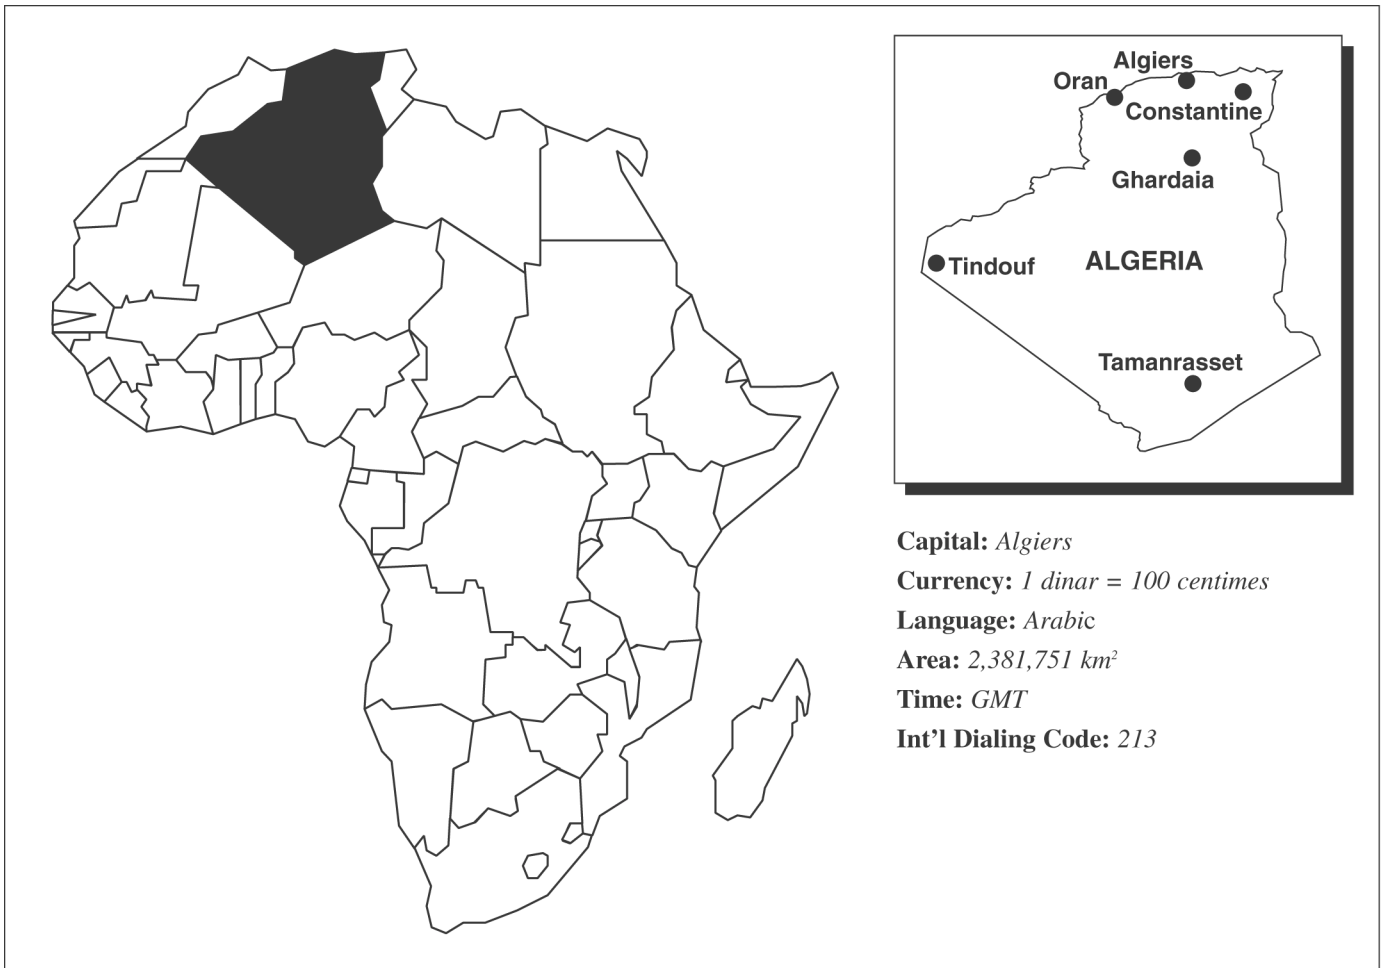 Algiers
Oran
Constantine
Ghardaia
Tindouf
ALGERIA
Tamanrasset
Capital: Algiers
Currency: 1 dinar = 100 centimes
Language: Arabic
Area: 2,381,751 km²
Time: GMT
Int’l Dialing Code: 213